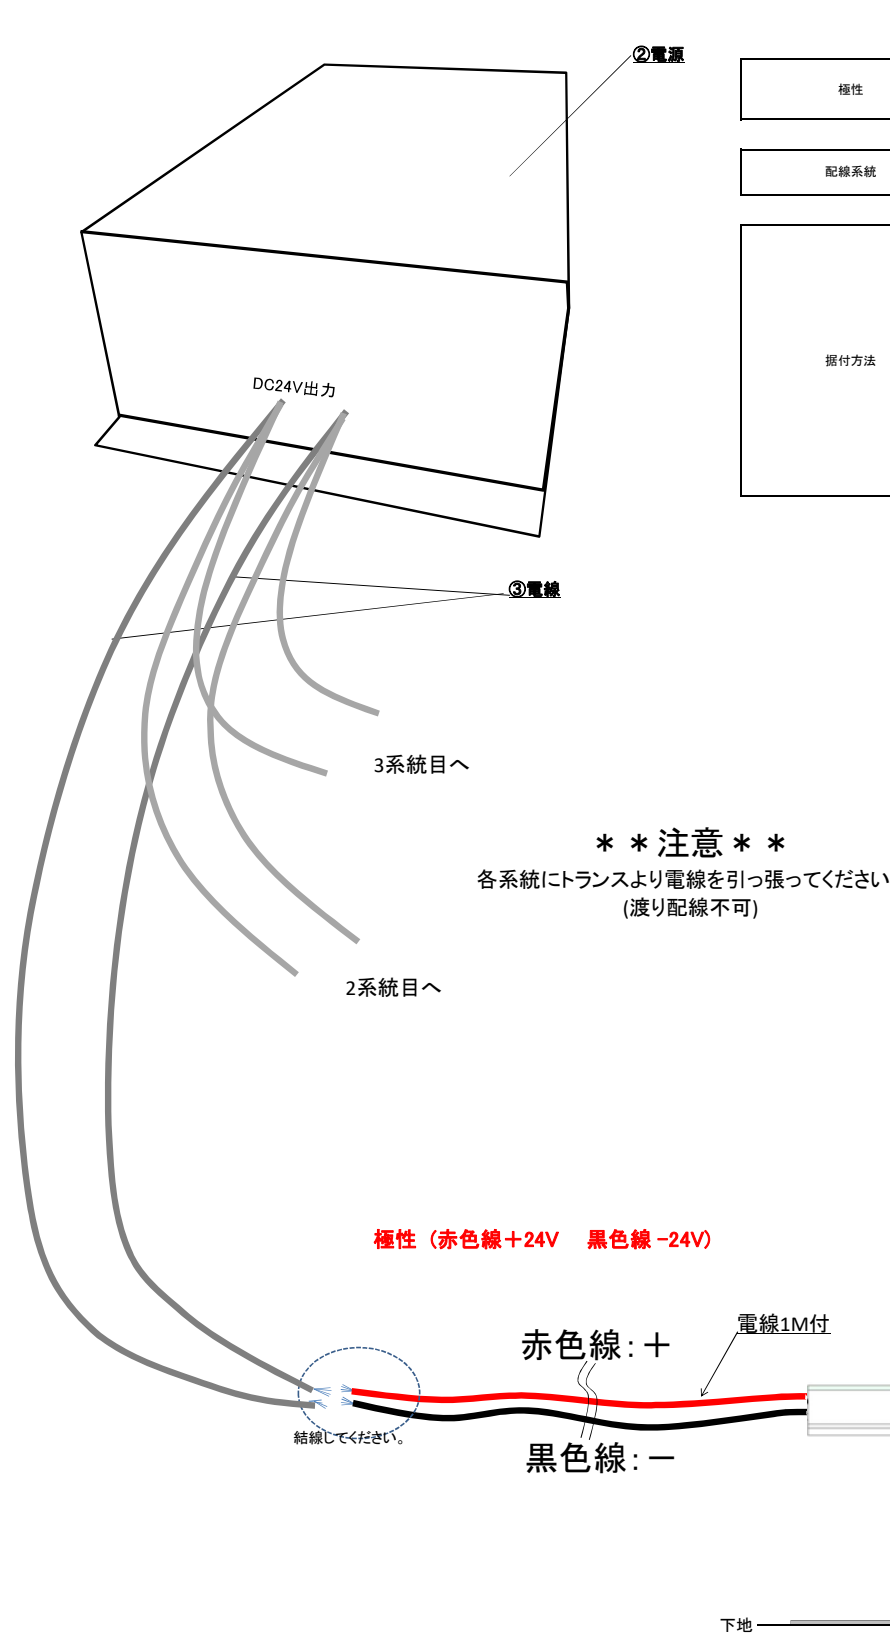 ②電源
極性
配線系統
据付方法
DC24V出力
③電線
3系統目へ
＊＊注意＊＊
各系統にトランスより電線を引っ張ってください
(渡り配線不可)
2系統目へ
極性（赤色線＋24V　黒色線－24V）
電線1M付
赤色線：＋
結線してください。
黒色線：－
下地